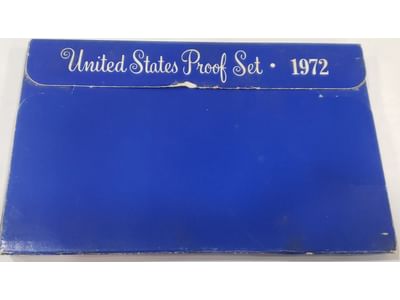 United States Proof Set · 1972